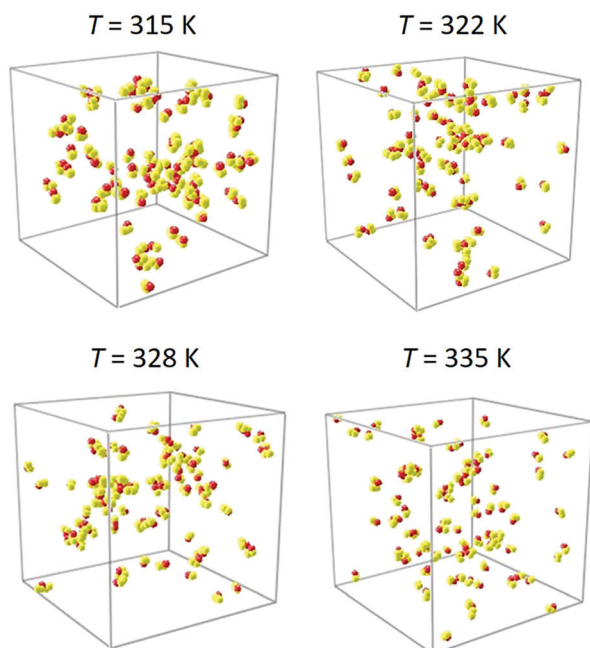 T = 315 K
T = 322 K
T = 328 K
T = 335 K